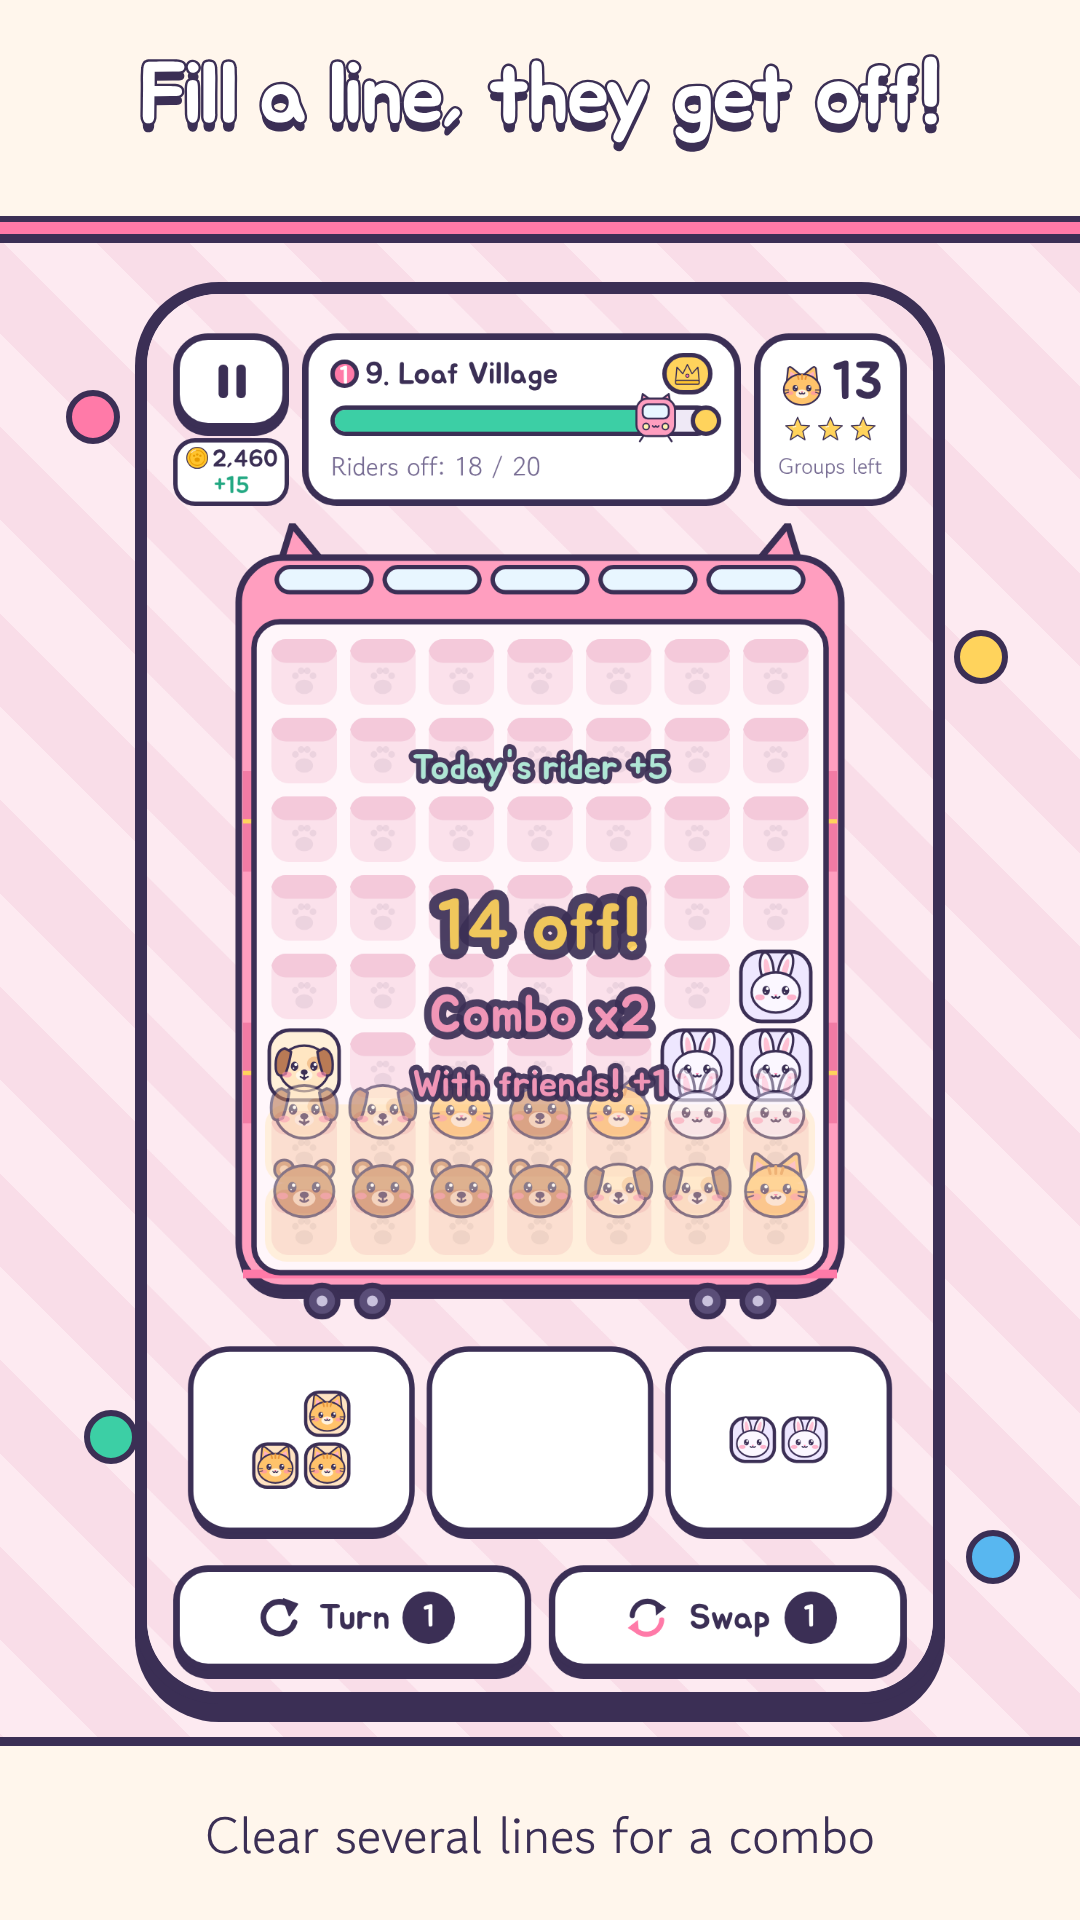 Fill a line, they get off!
1 9. Loaf Village
Riders off: 18 / 20
2,460
+15
13
Groups left
Today's rider +5
14 off!
Combo x2
With friends! +1
Turn 1
Swap 1
Clear several lines for a combo